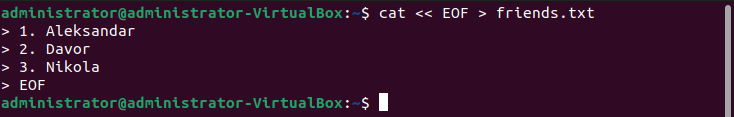 administrator@administrator-VirtualBox:~$ cat << EOF > friends.txt
> 1. Aleksandar
> 2. Davor
> 3. Nikola
> EOF
administrator@administrator-VirtualBox:~$